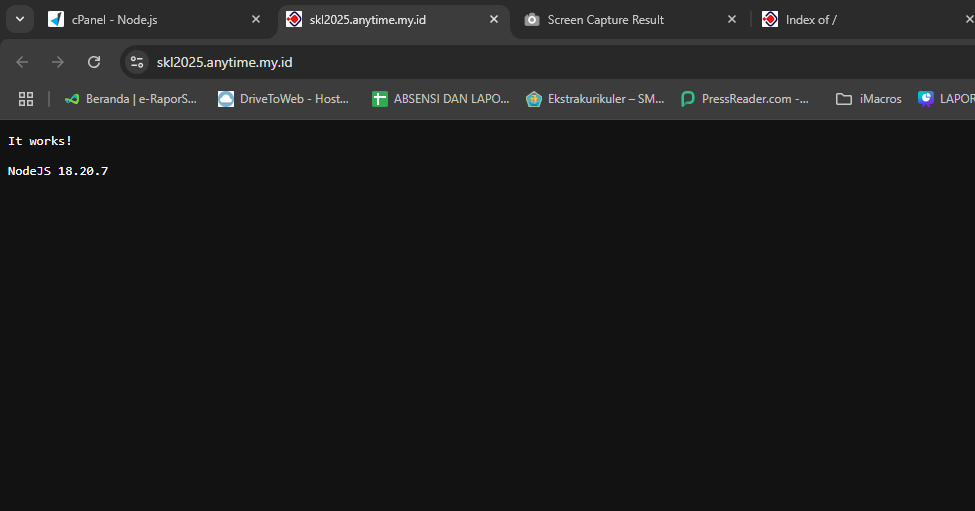 cPanel - Node.js
skl2025.anytime.my.id
Screen Capture Result
Index of /
skl2025.anytime.my.id
Beranda | e-RaporS...
DriveToWeb - Host...
ABSENSI DAN LAPO...
Ekstrakurikuler – SM...
PressReader.com -...
iMacros
LAPOR
It works!
NodeJS 18.20.7